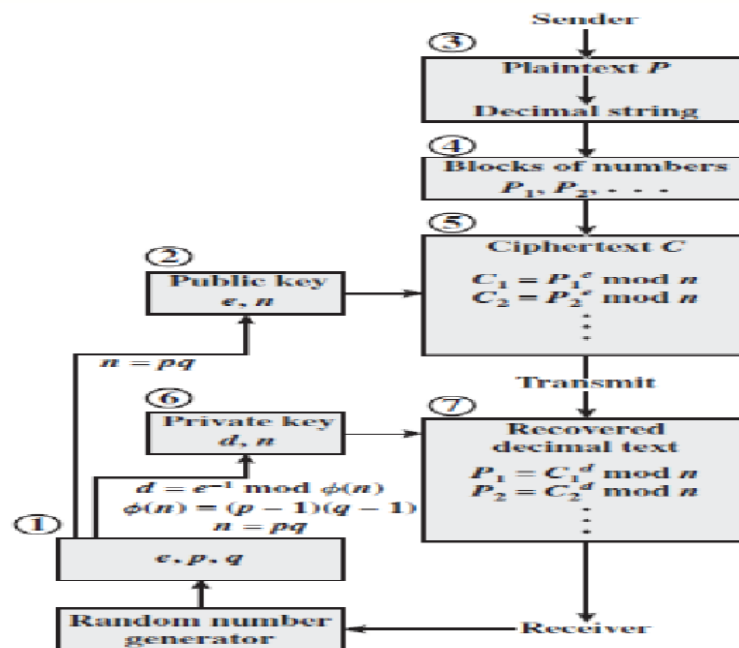 Sender
③
Plaintext P
Decimal string
④
Blocks of numbers
P₁, P₂, . . .
⑤
Ciphertext C
C₁ = P₁ᵉ mod n
C₂ = P₂ᵉ mod n
.
.
.
②
Public key
e, n
n = pq
Transmit
⑥
Private key
d, n
⑦
Recovered
decimal text
P₁ = C₁ᵈ mod n
P₂ = C₂ᵈ mod n
.
.
.
d = e⁻¹ mod ϕ(n)
ϕ(n) = (p − 1)(q − 1)
n = pq
①
e, p, q
Random number
generator
Receiver